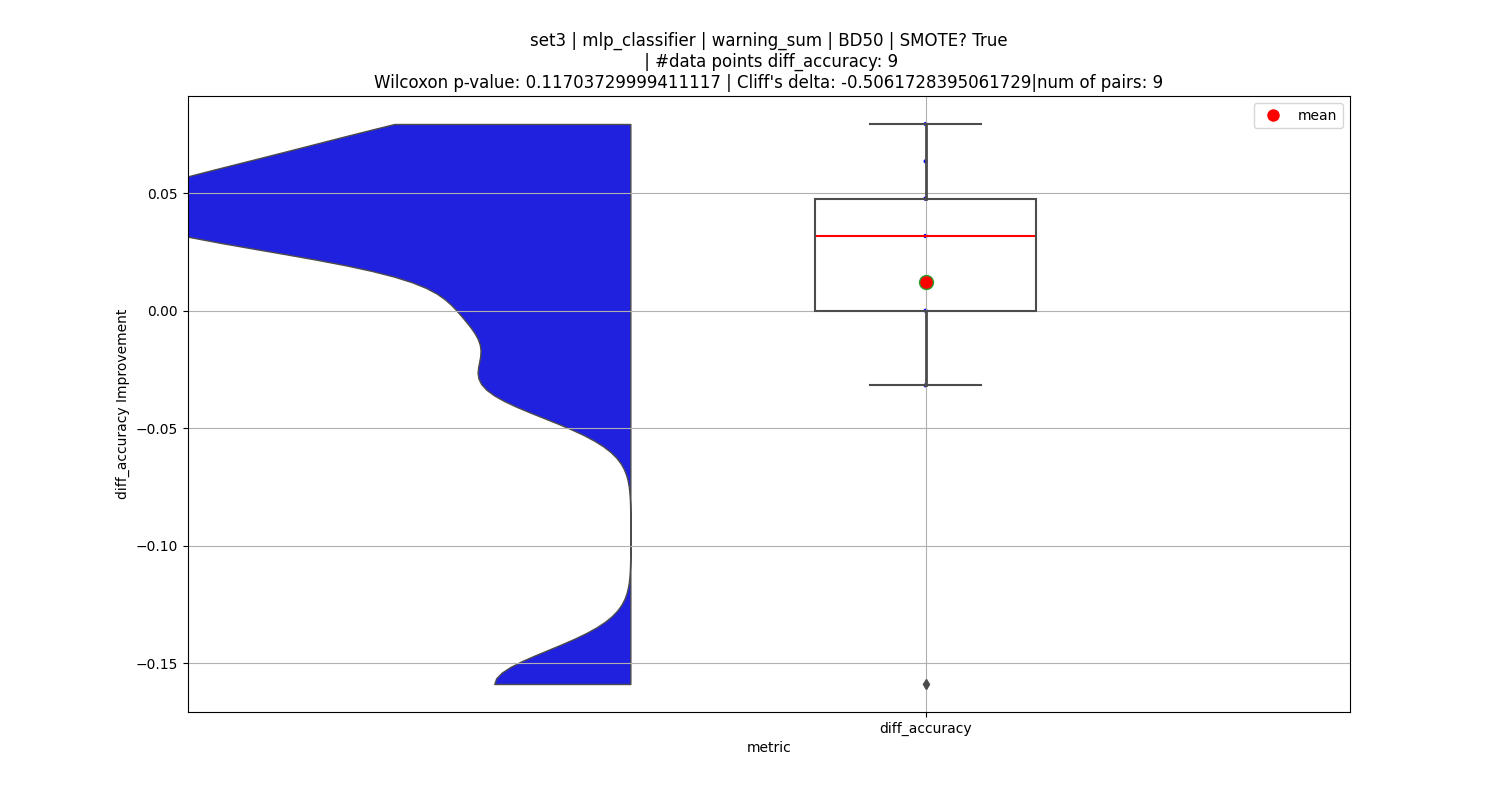 set3 | mlp_classifier | warning_sum | BD50 | SMOTE? True
| #data points diff_accuracy: 9
Wilcoxon p-value: 0.11703729999411117 | Cliff's delta: -0.5061728395061729|num of pairs: 9
mean
0.05
0.00
−0.05
−0.10
−0.15
diff_accuracy Improvement
diff_accuracy
metric